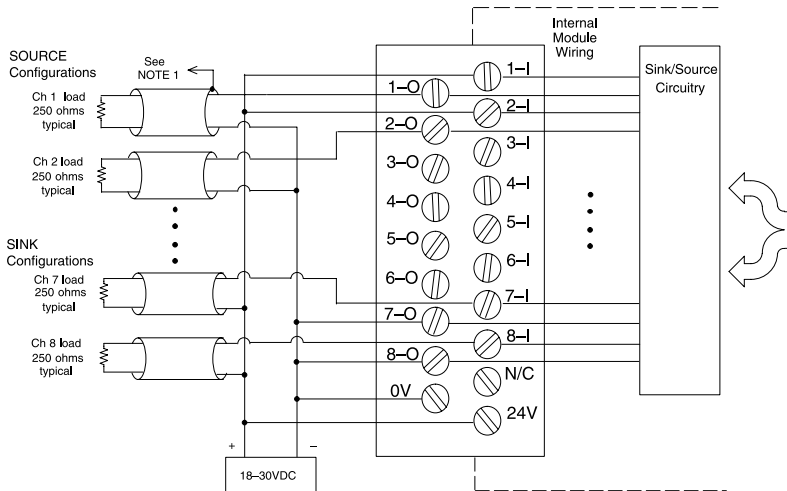 SOURCE
Configurations
See
NOTE 1
Ch 1 load
250 ohms
typical
Ch 2 load
250 ohms
typical
SINK
Configurations
Ch 7 load
250 ohms
typical
Ch 8 load
250 ohms
typical
+
–
18–30VDC
Internal
Module
Wiring
Sink/Source
Circuitry
1–I
1–O
2–I
2–O
3–I
3–O
4–I
4–O
5–I
5–O
6–I
6–O
7–I
7–O
8–I
8–O
N/C
0V
24V